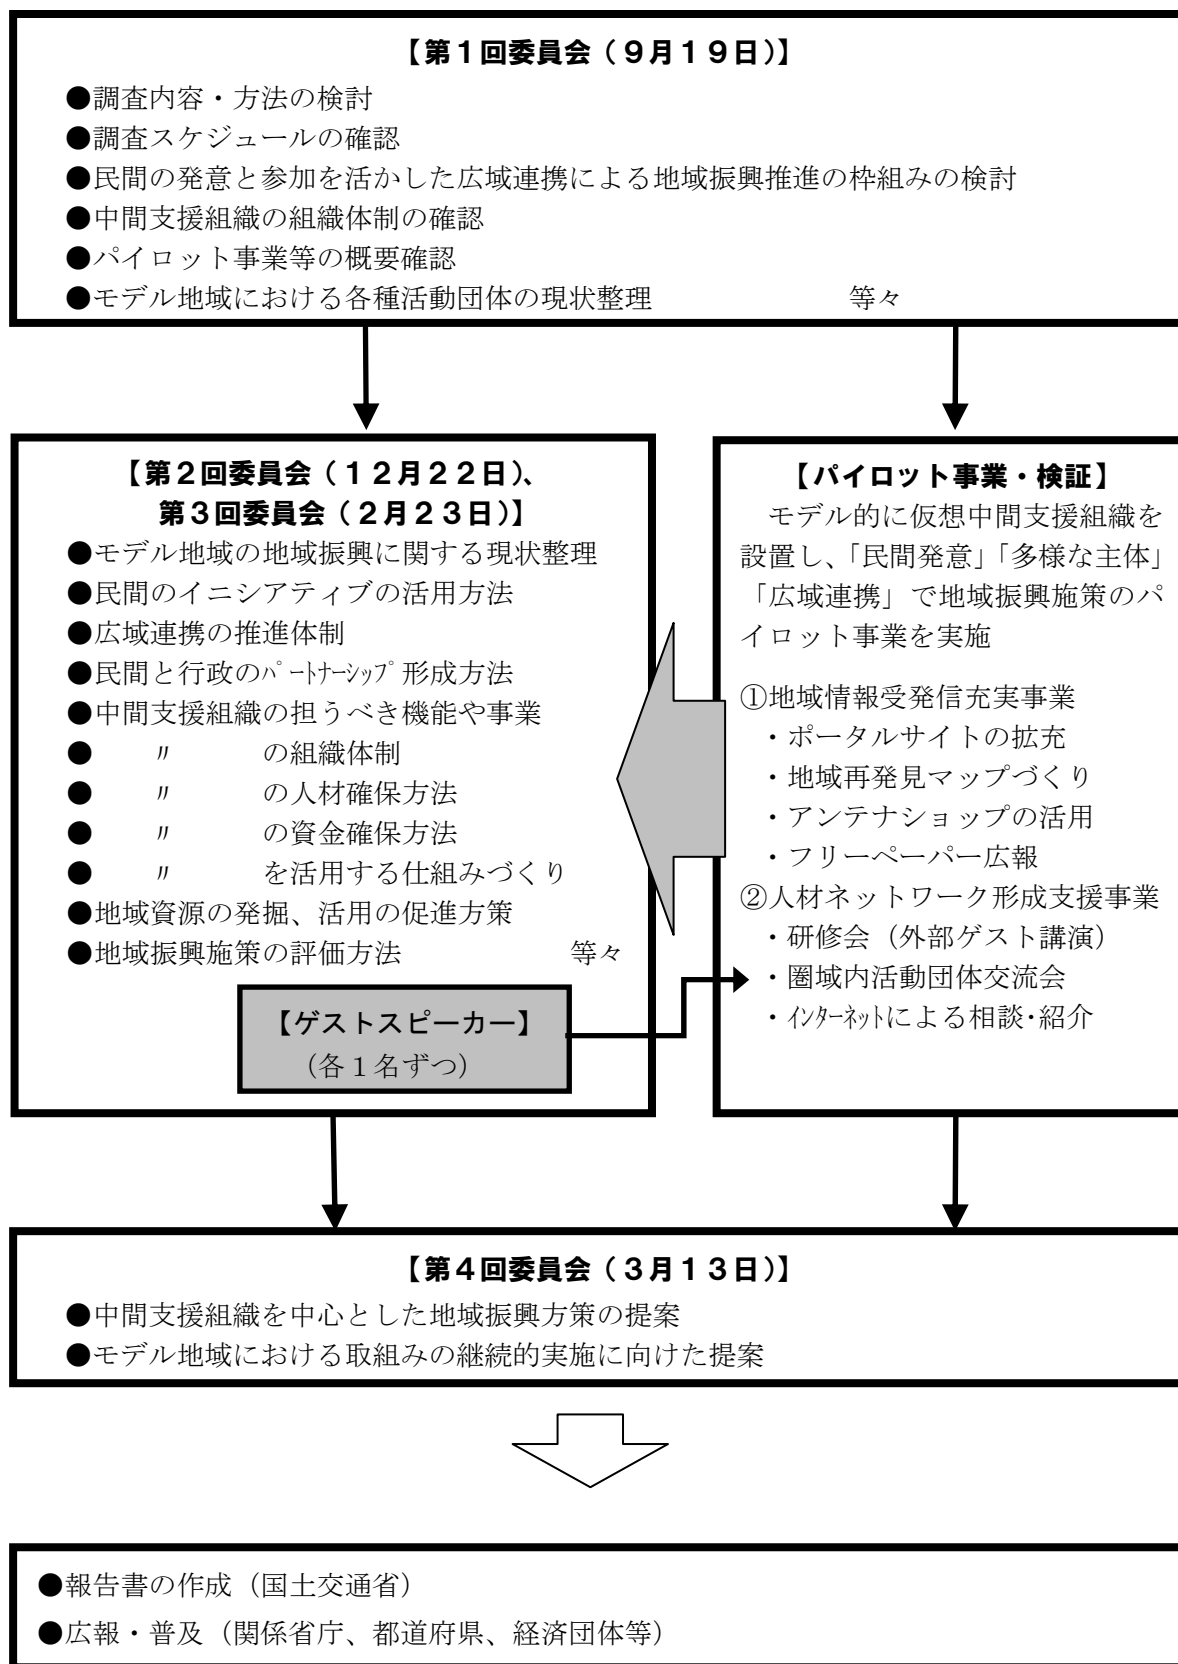 【第１回委員会（９月１９日）】
●調査内容・方法の検討
●調査スケジュールの確認
●民間の発意と参加を活かした広域連携による地域振興推進の枠組みの検討
●中間支援組織の組織体制の確認
●パイロット事業等の概要確認
●モデル地域における各種活動団体の現状整理　　　　　　　等々
【第２回委員会（１２月２２日）、
第３回委員会（２月２３日）】
●モデル地域の地域振興に関する現状整理
●民間のイニシアティブの活用方法
●広域連携の推進体制
●民間と行政のﾊﾟｰﾄﾅｰｼｯﾌﾟ形成方法
●中間支援組織の担うべき機能や事業
●　〃　　　の組織体制
●　〃　　　の人材確保方法
●　〃　　　の資金確保方法
●　〃　　　を活用する仕組みづくり
●地域資源の発掘、活用の促進方策
●地域振興施策の評価方法　　　　　　等々
【ゲストスピーカー】
（各１名ずつ）
【パイロット事業・検証】
　モデル的に仮想中間支援組織を
設置し、「民間発意」「多様な主体」
「広域連携」で地域振興施策のパ
イロット事業を実施
①地域情報受発信充実事業
・ポータルサイトの拡充
・地域再発見マップづくり
・アンテナショップの活用
・フリーペーパー広報
②人材ネットワーク形成支援事業
・研修会（外部ゲスト講演）
・圏域内活動団体交流会
・ｲﾝﾀｰﾈｯﾄによる相談・紹介
【第４回委員会（３月１３日）】
●中間支援組織を中心とした地域振興方策の提案
●モデル地域における取組みの継続的実施に向けた提案
●報告書の作成（国土交通省）
●広報・普及（関係省庁、都道府県、経済団体等）